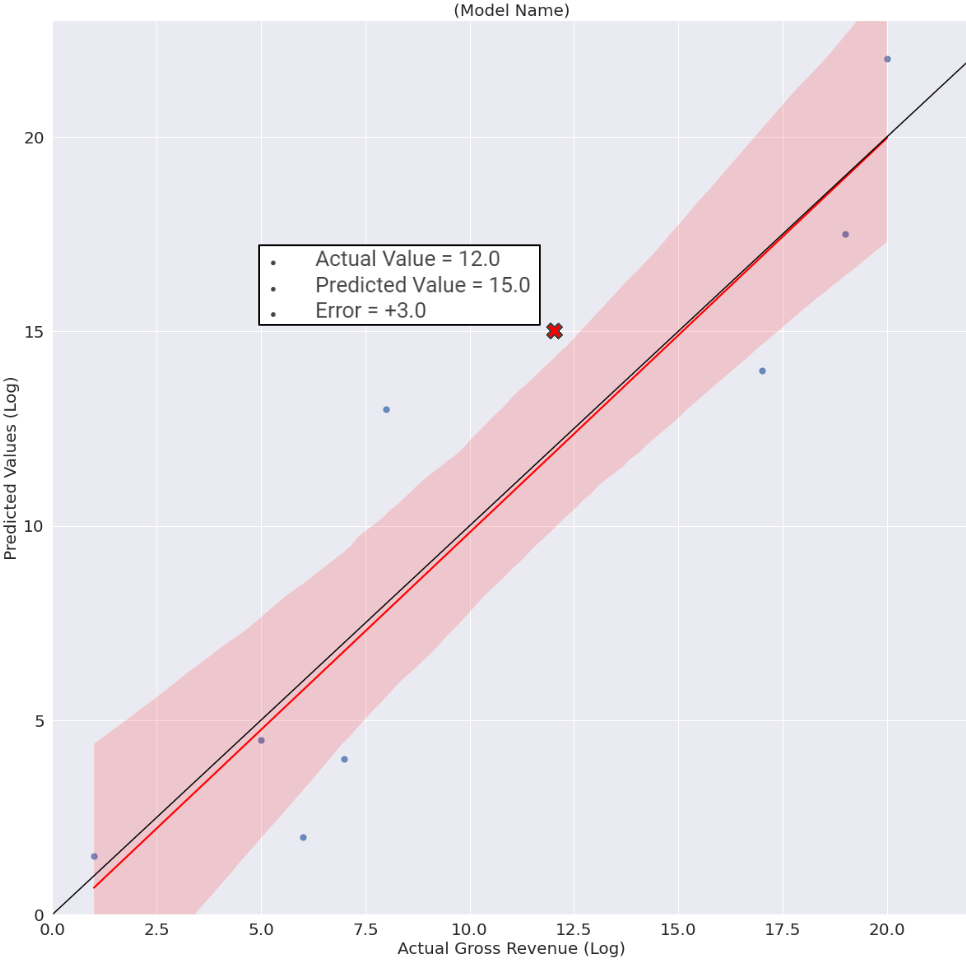 (Model Name)
20
• Actual Value = 12.0
• Predicted Value = 15.0
• Error = +3.0
15
Predicted Values (Log)
10
5
0
0.0 2.5 5.0 7.5 10.0 12.5 15.0 17.5 20.0
Actual Gross Revenue (Log)